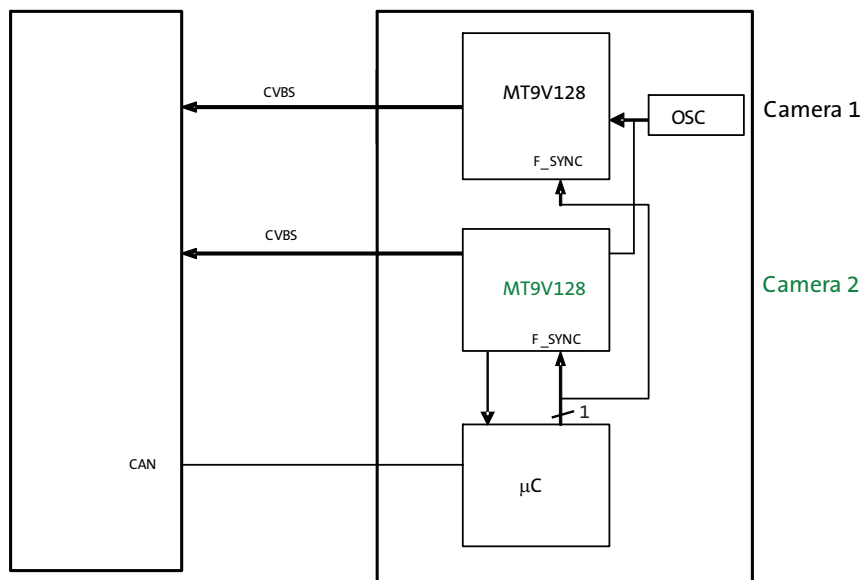 CVBS
MT9V128
OSC
Camera 1
F_SYNC
CVBS
MT9V128
Camera 2
F_SYNC
1
CAN
µC